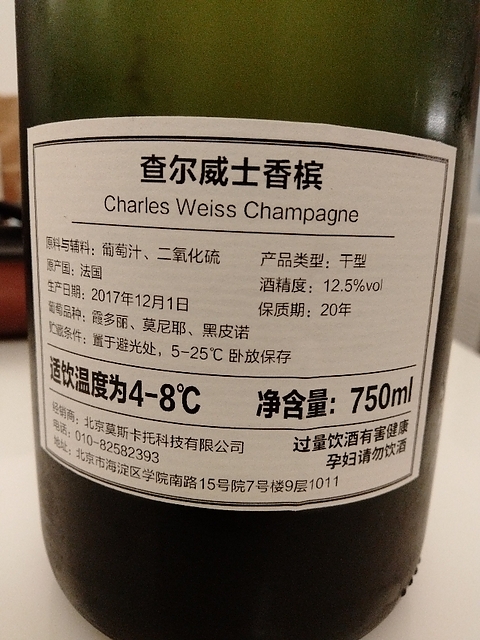 查尔威士香槟
Charles Weiss Champagne
原料与辅料：葡萄汁、二氧化硫
产品类型：干型
原产国：法国
酒精度：12.5%vol
生产日期：2017年12月1日
保质期：20年
葡萄品种：霞多丽、莫尼耶、黑皮诺
贮藏条件：置于避光处，5-25℃ 卧放保存
适饮温度为4-8℃
净含量：750ml
经销商：北京莫斯卡托科技有限公司
电话：010-82582393
地址：北京市海淀区学院南路15号院7号楼9层1011
过量饮酒有害健康
孕妇请勿饮酒